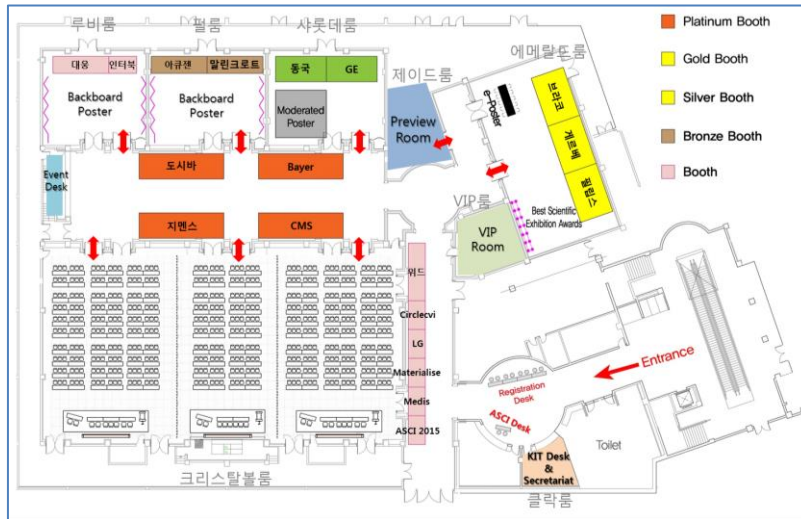 루비룸
펄룸
샤롯데룸
제이드룸
에메랄드룸
Platinum Booth
Gold Booth
Silver Booth
Bronze Booth
Booth
대웅
인터북
아큐젠
말린크로트
동국
GE
Backboard
Poster
Backboard
Poster
Moderated
Poster
Preview
Room
e-Poster
브라코
게르베
필립스
Event
Desk
도시바
Bayer
지멘스
CMS
VIP룸
VIP
Room
Best Scientific
Exhibition Awards
위드
Circlecvi
LG
Materialise
Medis
ASCI 2015
Entrance
Registration
Desk
ASCI Desk
Toilet
KIT Desk
&
Secretariat
크리스탈볼룸
클락룸